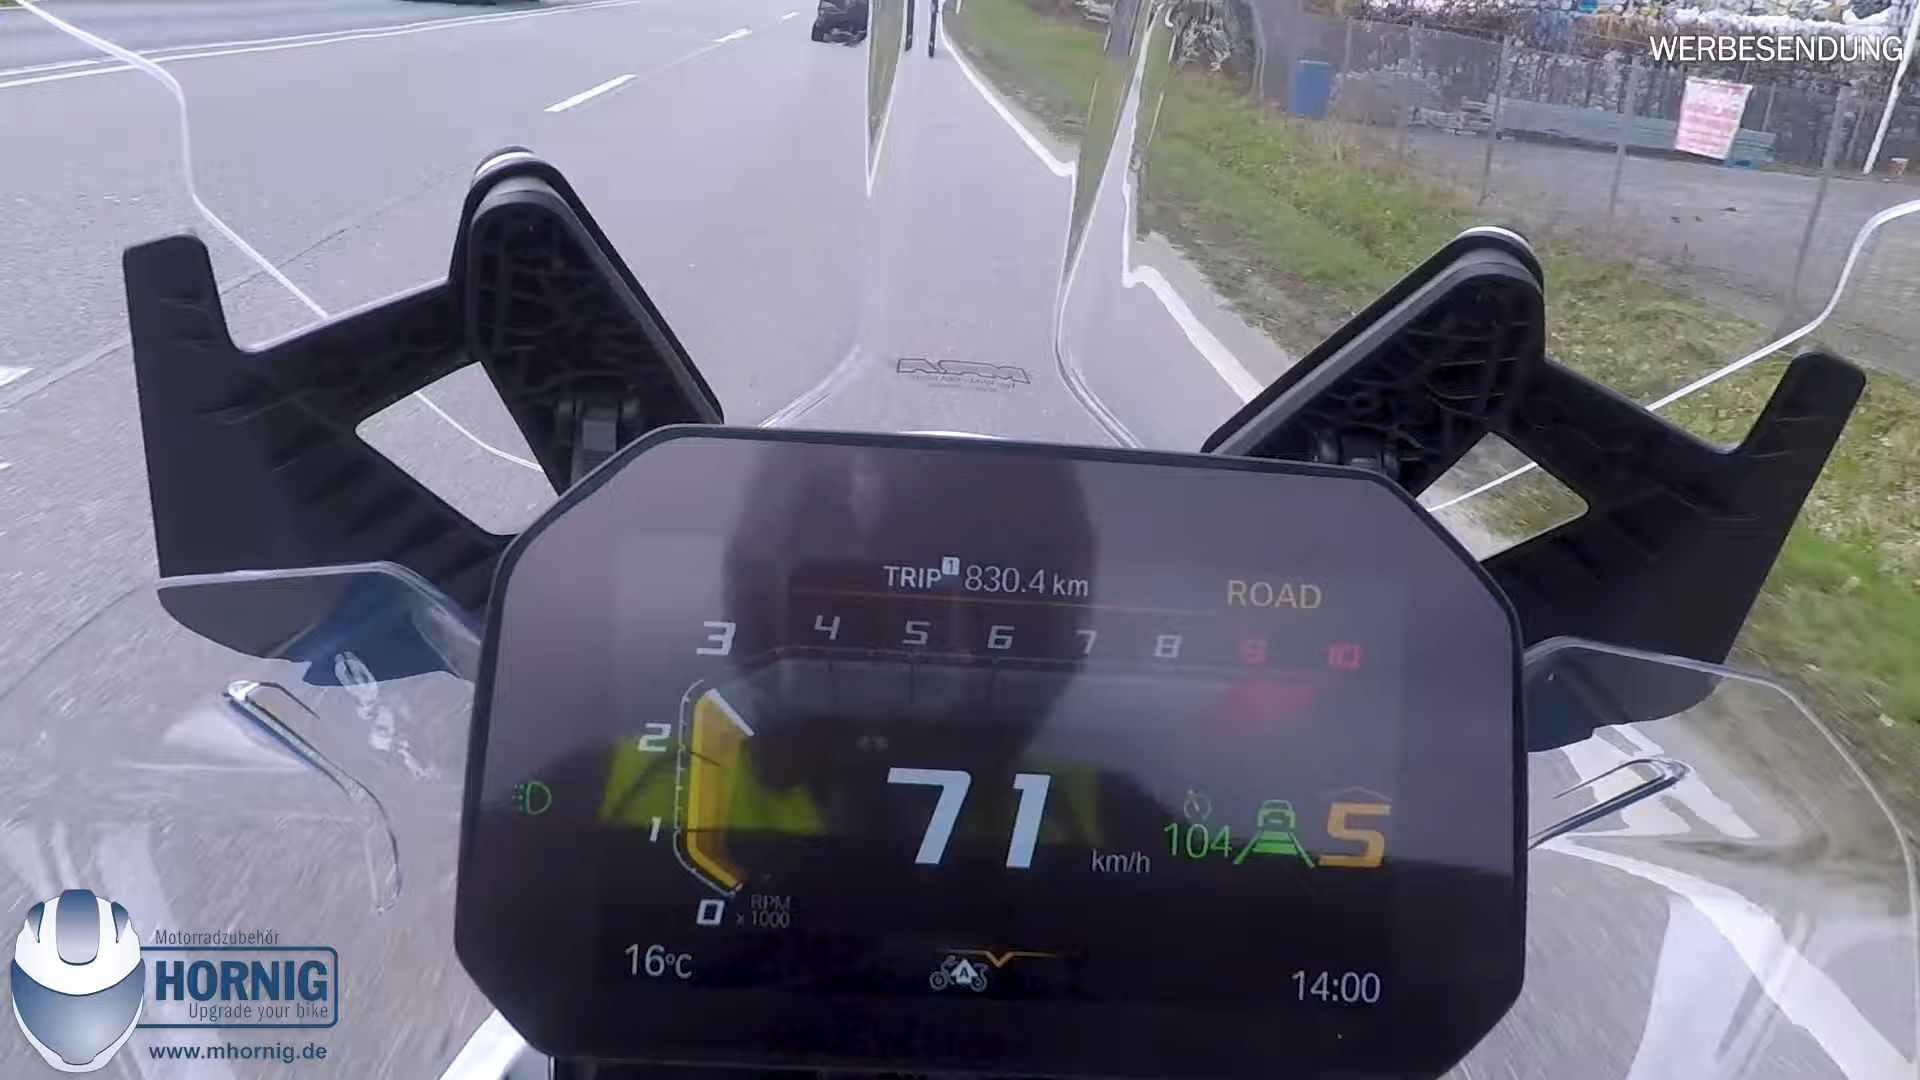 WERBESENDUNG
TRIP 1 830.4 km
ROAD
3 4 5 6 7 8 9 10
2
1
0
RPM
x 1000
71 km/h
104
5
16°C
14:00
Motorradzubehör
HORNIG
Upgrade your bike
www.mhornig.de